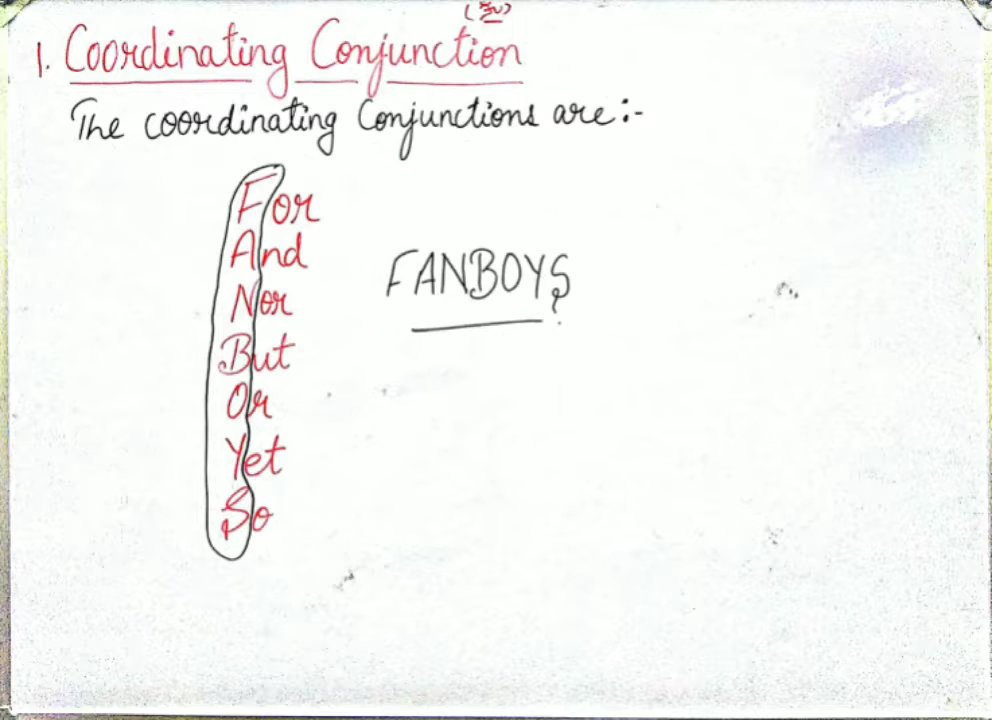 1. Coordinating Conjunction
The coordinating Conjunctions are :-
For
And
Nor
But
Or
Yet
So
FANBOYS